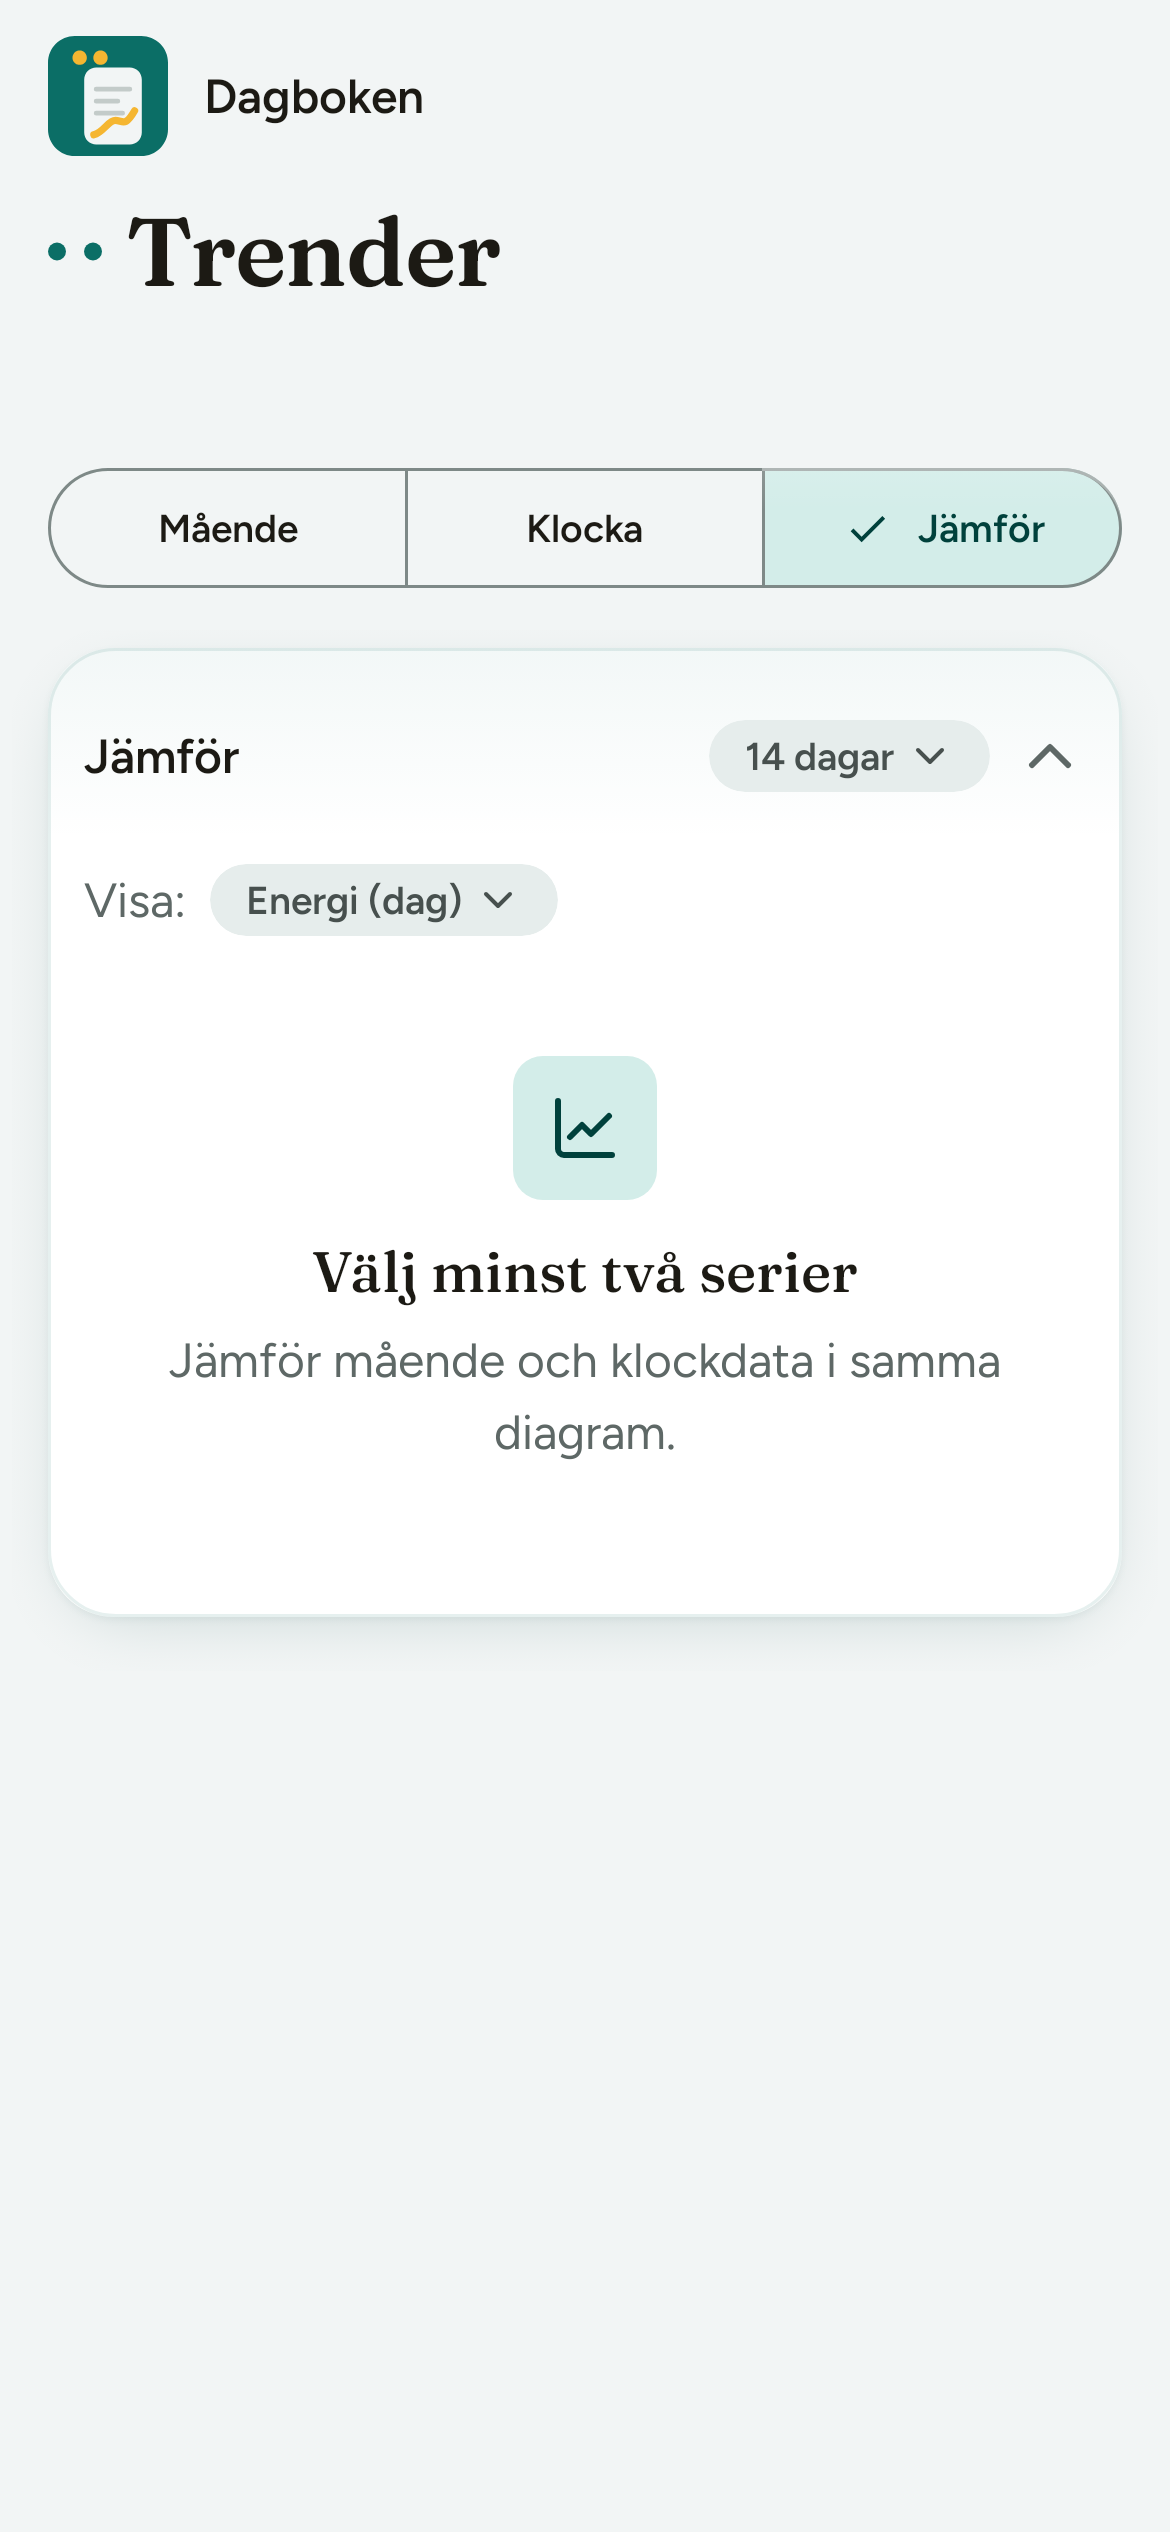 Dagboken
Trender
Mående
Klocka
Jämför
Jämför
14 dagar
Visa:
Energi (dag)
Välj minst två serier
Jämför mående och klockdata i samma
diagram.